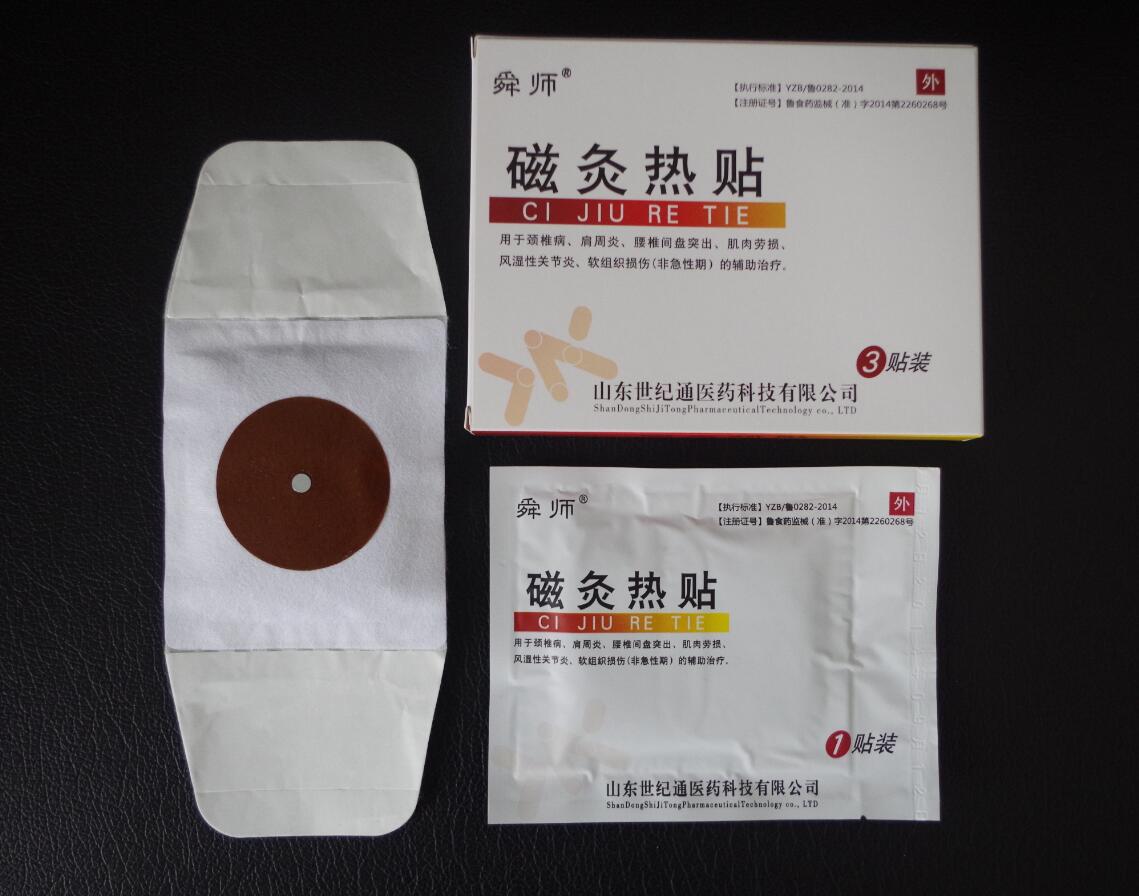 舜师®
【执行标准】YZB/鲁0282-2014
【注册证号】鲁食药监械（准）字2014第2260268号
外
磁灸热贴
CI JIU RE TIE
用于颈椎病、肩周炎、腰椎间盘突出、肌肉劳损、
风湿性关节炎、软组织损伤(非急性期）的辅助治疗。
3贴装
山东世纪通医药科技有限公司
ShanDongShiJiTongPharmaceuticalTechnology co., LTD
舜师®
【执行标准】YZB/鲁0282-2014
【注册证号】鲁食药监械（准）字2014第2260268号
外
磁灸热贴
CI JIU RE TIE
用于颈椎病、肩周炎、腰椎间盘突出、肌肉劳损、
风湿性关节炎、软组织损伤(非急性期）的辅助治疗。
1贴装
山东世纪通医药科技有限公司
ShanDongShiJiTongPharmaceuticalTechnology co., LTD